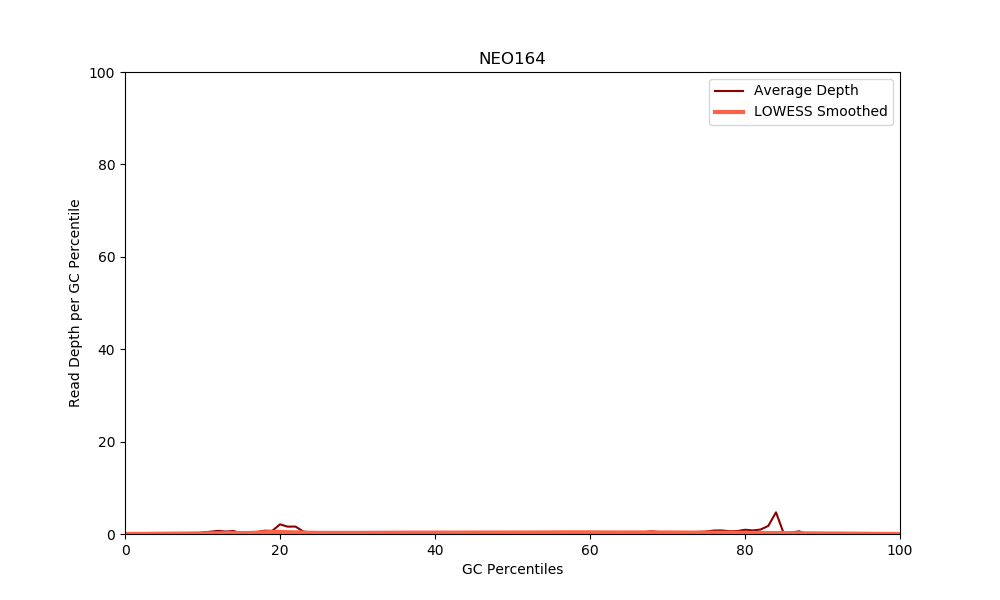 NEO164
Average Depth
LOWESS Smoothed
Read Depth per GC Percentile
100
80
60
40
20
0
0 20 40 60 80 100
GC Percentiles